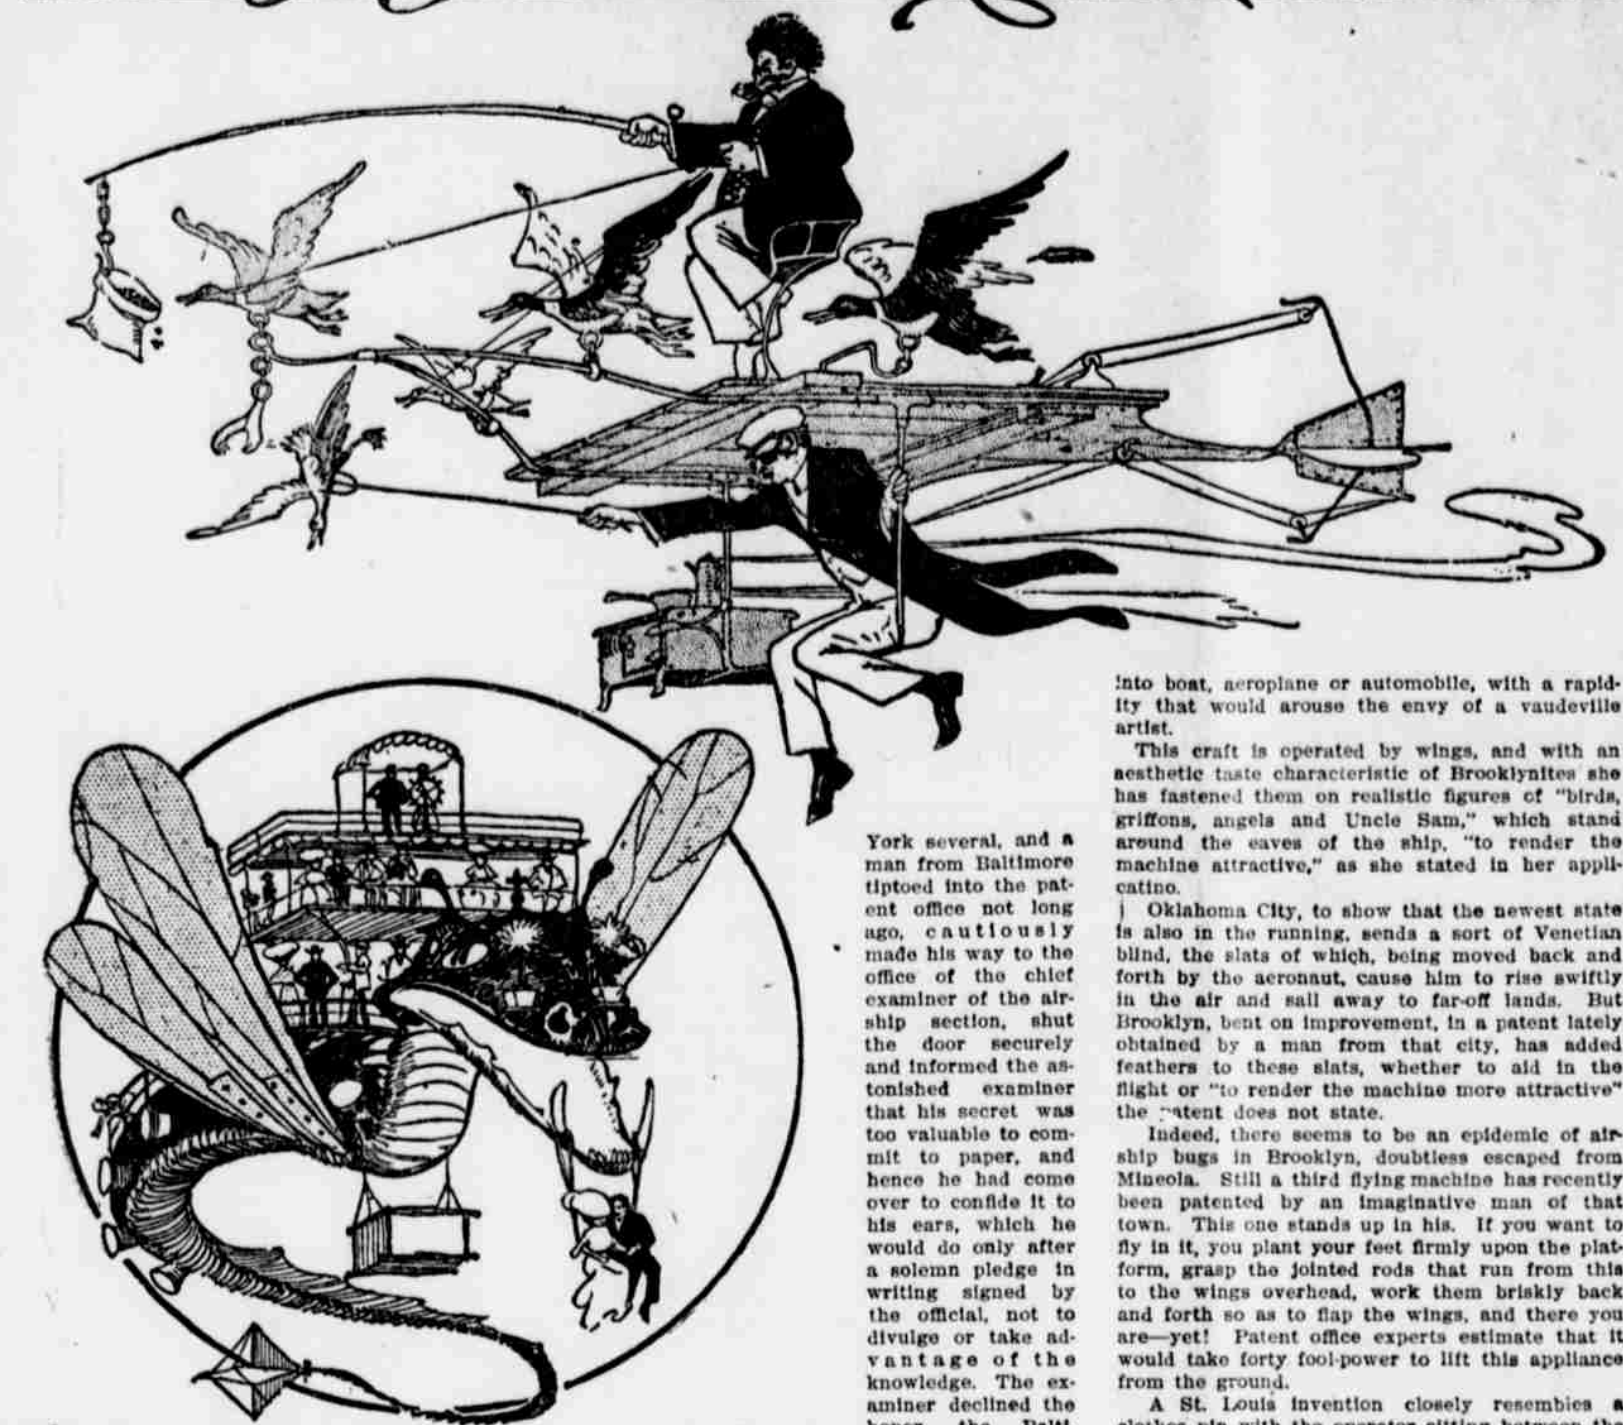 York several, and a
man from Baltimore
tiptoed into the pat-
ent office not long
ago, cautiously
made his way to the
office of the chief
examiner of the air-
ship section, shut
the door securely
and informed the as-
tonished examiner
that his secret was
too valuable to com-
mit to paper, and
hence he had come
over to confide it to
his ears, which he
would do only after
a solemn pledge in
writing signed by
the official, not to
divulge or take ad-
vantage of the
knowledge. The ex-
aminer declined the
into boat, aeroplane or automobile, with a rapid-
ity that would arouse the envy of a vaudeville
artist.
This craft is operated by wings, and with an
aesthetic taste characteristic of Brooklynites she
has fastened them on realistic figures of "birds,
griffons, angels and Uncle Sam," which stand
around the eaves of the ship, "to render the
machine attractive," as she stated in her appli-
catino.
Oklahoma City, to show that the newest state
is also in the running, sends a sort of Venetian
blind, the slats of which, being moved back and
forth by the aeronaut, cause him to rise swiftly
in the air and sail away to far-off lands. But
Brooklyn, bent on improvement, in a patent lately
obtained by a man from that city, has added
feathers to these slats, whether to aid in the
flight or "to render the machine more attractive"
the patent does not state.
Indeed, there seems to be an epidemic of air-
ship bugs in Brooklyn, doubtless escaped from
Mineola. Still a third flying machine has recently
been patented by an imaginative man of that
town. This one stands up in his. If you want to
fly in it, you plant your feet firmly upon the plat-
form, grasp the jointed rods that run from this
to the wings overhead, work them briskly back
and forth so as to flap the wings, and there you
are—yet! Patent office experts estimate that it
would take forty fool-power to lift this appliance
from the ground.
A St. Louis invention closely resembles a